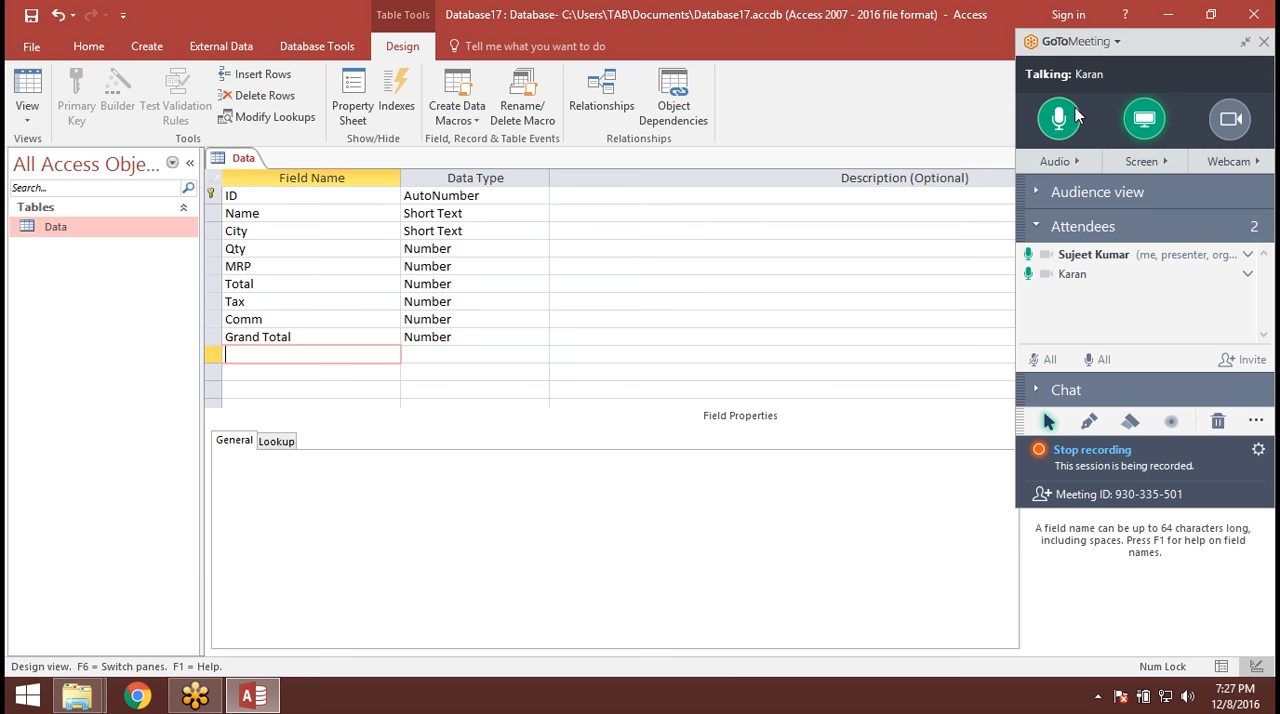 Table Tools
Database17 : Database- C:\Users\TAB\Documents\Database17.accdb (Access 2007 - 2016 file format) - Access
Sign in
?
File
Home
Create
External Data
Database Tools
Design
Tell me what you want to do
GoToMeeting
Talking: Karan
View
Primary Key
Builder
Test Validation Rules
Insert Rows
Delete Rows
Modify Lookups
Property Sheet
Indexes
Create Data Macros
Rename/ Delete Macro
Relationships
Object Dependencies
Views
Tools
Show/Hide
Field, Record & Table Events
Relationships
Audio
Screen
Webcam
All Access Obje...
Search...
Tables
Data
Data
Field Name
Data Type
Description (Optional)
ID
AutoNumber
Name
Short Text
City
Short Text
Qty
Number
MRP
Number
Total
Number
Tax
Number
Comm
Number
Grand Total
Number
Field Properties
General
Lookup
Audience view
Attendees
2
Sujeet Kumar (me, presenter, org...
Karan
All
All
Invite
Chat
Stop recording
This session is being recorded.
Meeting ID: 930-335-501
A field name can be up to 64 characters long,
including spaces. Press F1 for help on field
names.
Design view. F6 = Switch panes. F1 = Help.
Num Lock
7:27 PM
12/8/2016